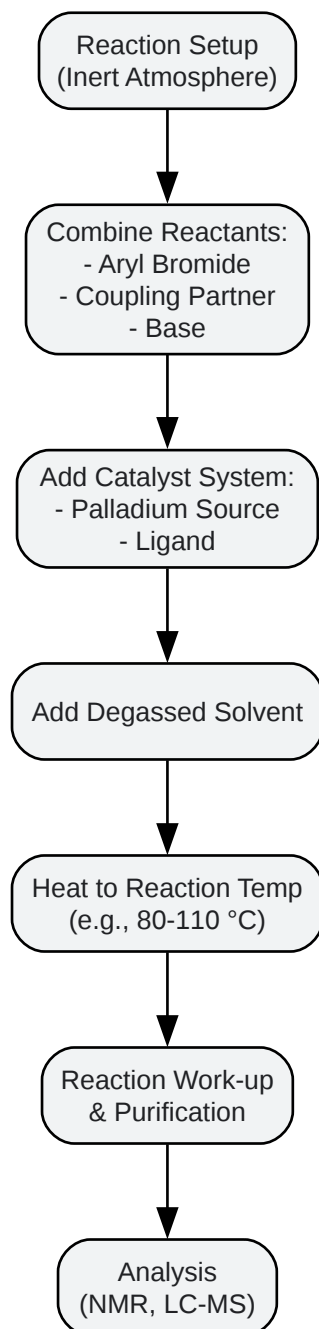 Reaction Setup
(Inert Atmosphere)
Combine Reactants:
- Aryl Bromide
- Coupling Partner
- Base
Add Catalyst System:
- Palladium Source
- Ligand
Add Degassed Solvent
Heat to Reaction Temp
(e.g., 80-110 °C)
Reaction Work-up
& Purification
Analysis
(NMR, LC-MS)